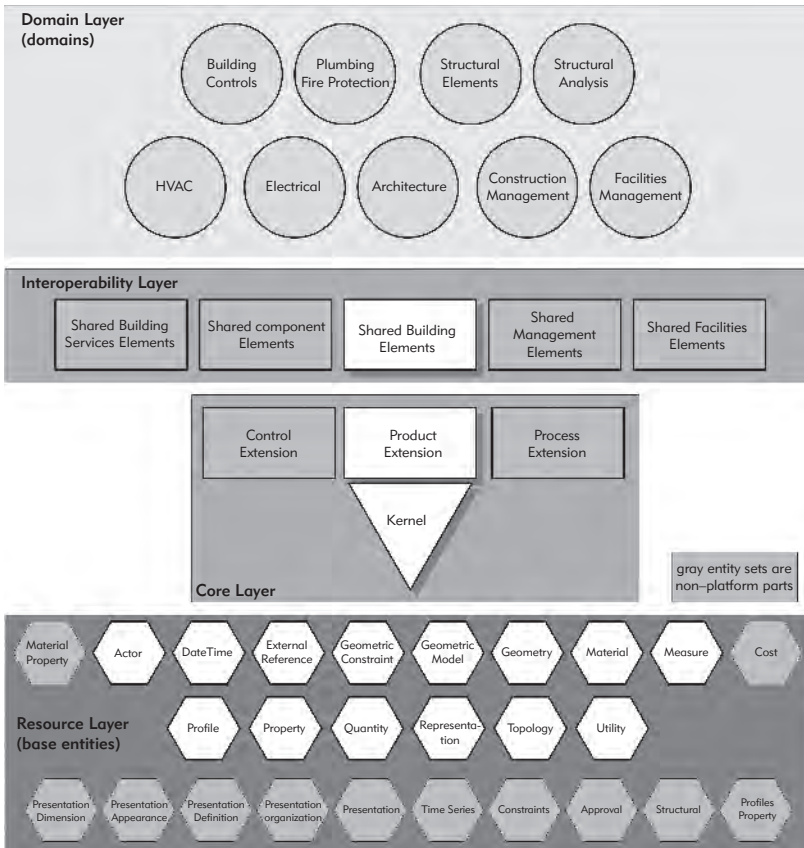 Domain Layer
(domains)
Building
Controls
Plumbing
Fire Protection
Structural
Elements
Structural
Analysis
HVAC
Electrical
Architecture
Construction
Management
Facilities
Management
Interoperability Layer
Shared Building
Services Elements
Shared component
Elements
Shared Building
Elements
Shared
Management
Elements
Shared Facilities
Elements
Control
Extension
Product
Extension
Process
Extension
Kernel
Core Layer
gray entity sets are
non–platform parts
Material
Property
Actor
DateTime
External
Reference
Geometric
Constraint
Geometric
Model
Geometry
Material
Measure
Cost
Resource Layer
(base entities)
Profile
Property
Quantity
Representa-
tion
Topology
Utility
Presentation
Dimension
Presentation
Appearance
Presentation
Definition
Presentation
organization
Presentation
Time Series
Constraints
Approval
Structural
Profiles
Property